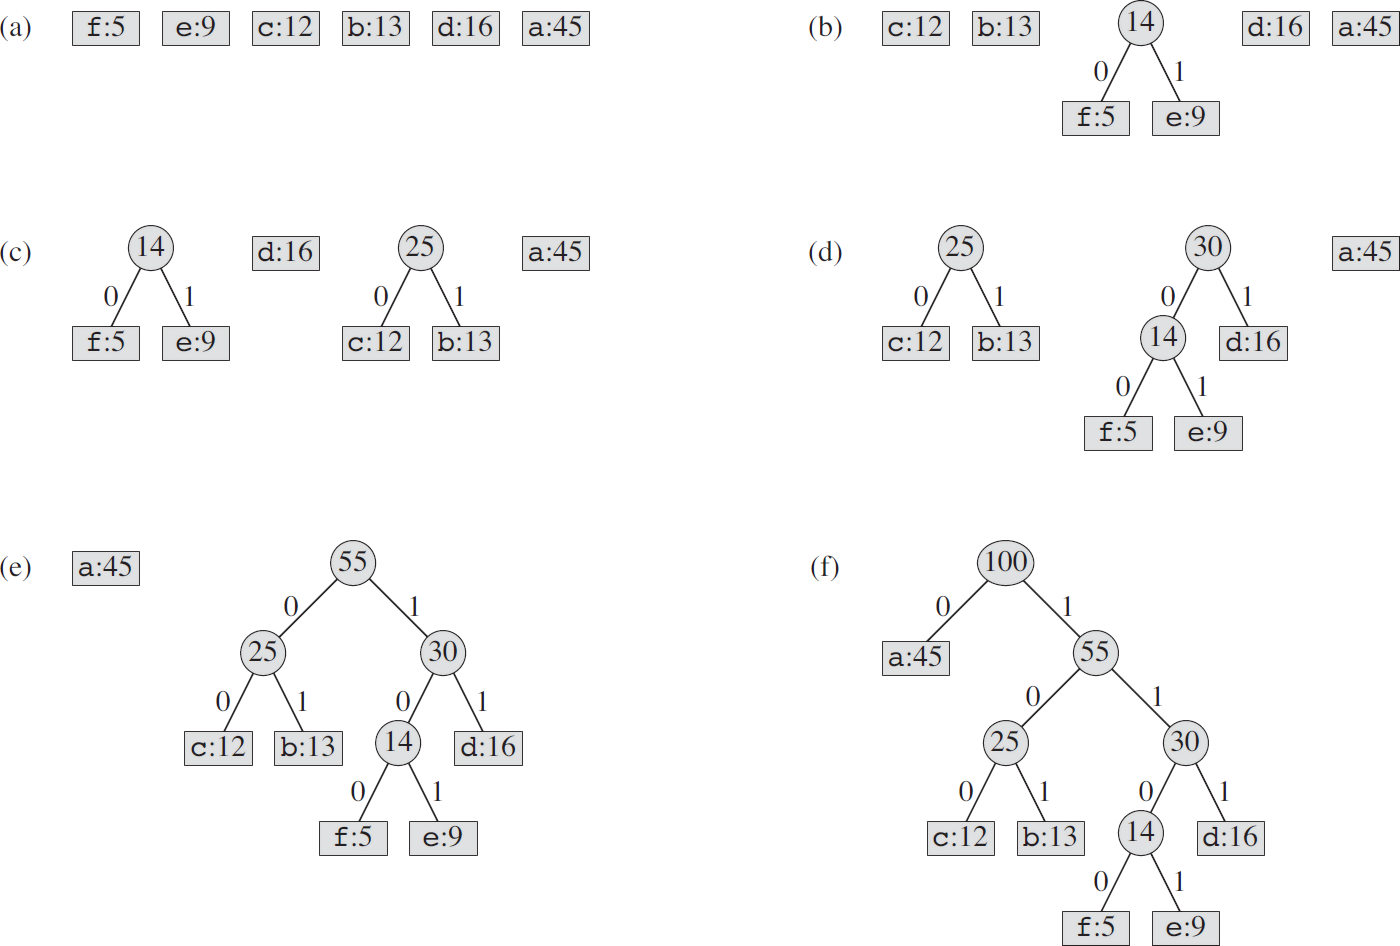 (a) f:5 e:9 c:12 b:13 d:16 a:45
(b) c:12 b:13 14 d:16 a:45
0 1
f:5 e:9
(c) 14 d:16 25 a:45
0 1 0 1
f:5 e:9 c:12 b:13
(d) 25 30 a:45
0 1 0 1
c:12 b:13 14 d:16
0 1
f:5 e:9
(e) a:45 55
0 1
25 30
0 1 0 1
c:12 b:13 14 d:16
0 1
f:5 e:9
(f) 100
0 1
a:45 55
0 1
25 30
0 1 0 1
c:12 b:13 14 d:16
0 1
f:5 e:9